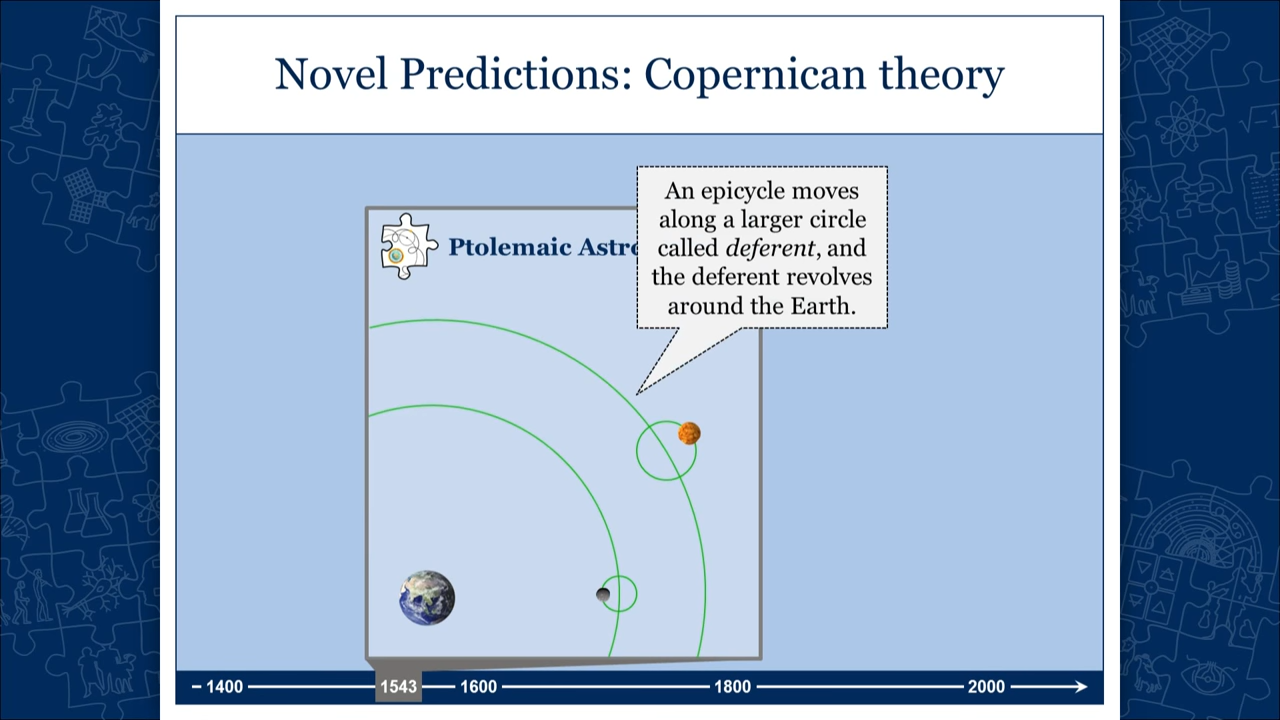 Novel Predictions: Copernican theory
An epicycle moves
along a larger circle
called deferent, and
the deferent revolves
around the Earth.
Ptolemaic Astro
1400
1543
1600
1800
2000